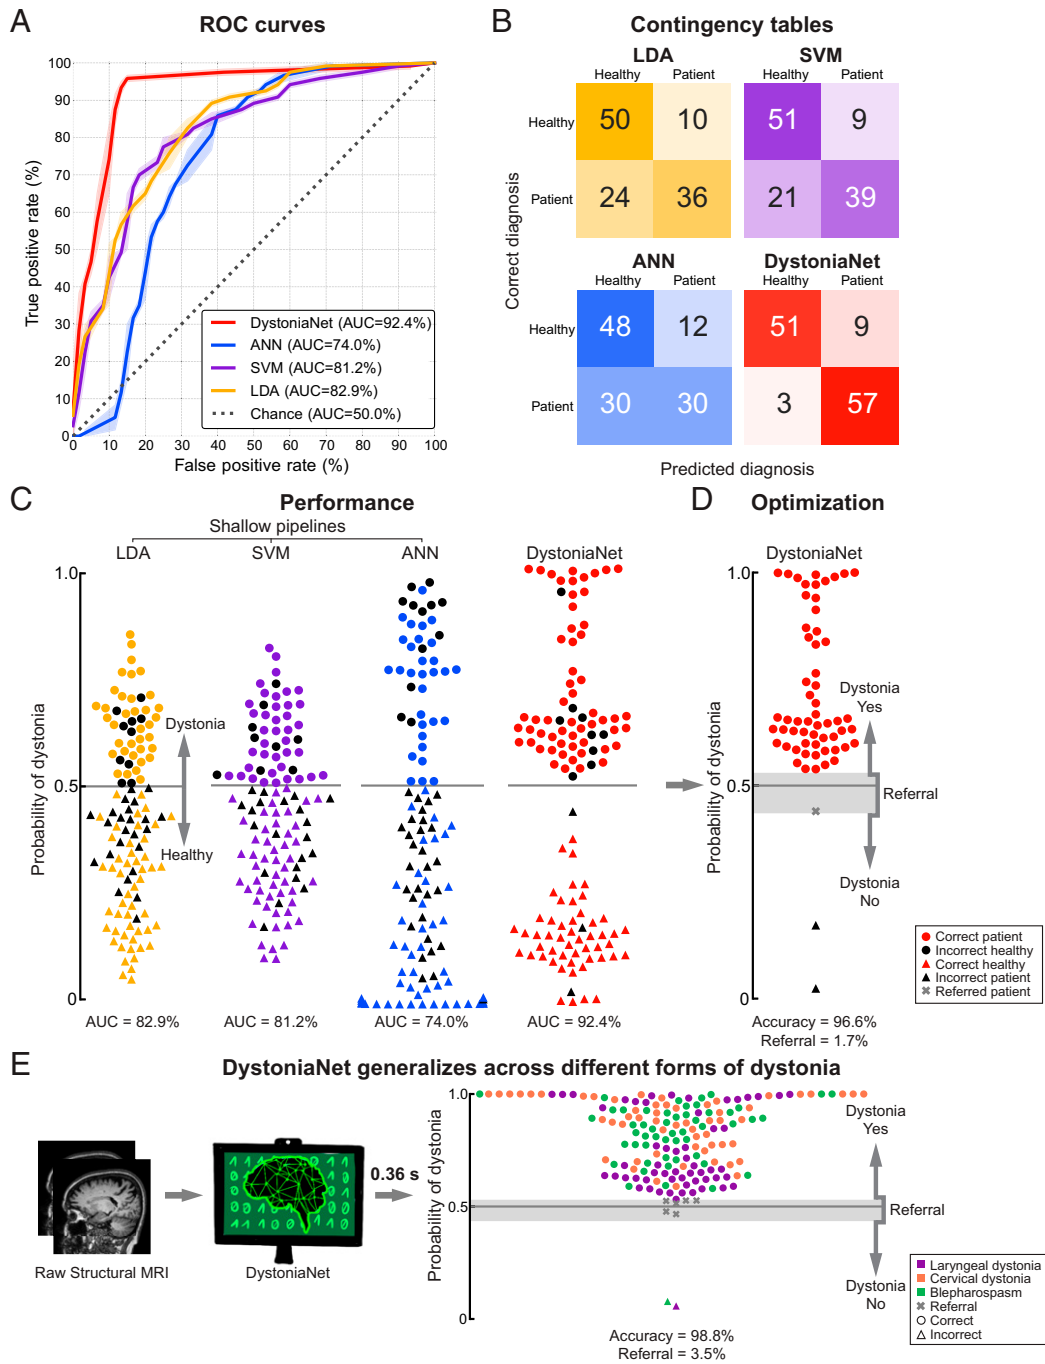 A
ROC curves
100
90
80
70
60
50
40
30
20
10
0
True positive rate (%)
0 10 20 30 40 50 60 70 80 90 100
False positive rate (%)
DystoniaNet (AUC=92.4%)
ANN (AUC=74.0%)
SVM (AUC=81.2%)
LDA (AUC=82.9%)
Chance (AUC=50.0%)
B
Contingency tables
LDA
Healthy Patient
Healthy 50 10
Patient 24 36
SVM
Healthy Patient
51 9
21 39
ANN
Healthy Patient
Healthy 48 12
Patient 30 30
DystoniaNet
Healthy Patient
51 9
3 57
Correct diagnosis
Predicted diagnosis
C
Performance
Shallow pipelines
LDA SVM ANN DystoniaNet
1.0
0.5
0
Probability of dystonia
Dystonia
Healthy
AUC = 82.9% AUC = 81.2% AUC = 74.0% AUC = 92.4%
D
Optimization
DystoniaNet
1.0
0.5
0
Probability of dystonia
Dystonia
Yes
Referral
Dystonia
No
Accuracy = 96.6%
Referral = 1.7%
Correct patient
Incorrect healthy
Correct healthy
Incorrect patient
Referred patient
E
DystoniaNet generalizes across different forms of dystonia
Raw Structural MRI
DystoniaNet
0.36 s
1.0
0.5
0
Probability of dystonia
Dystonia
Yes
Referral
Dystonia
No
Accuracy = 98.8%
Referral = 3.5%
Laryngeal dystonia
Cervical dystonia
Blepharospasm
Referral
Correct
Incorrect